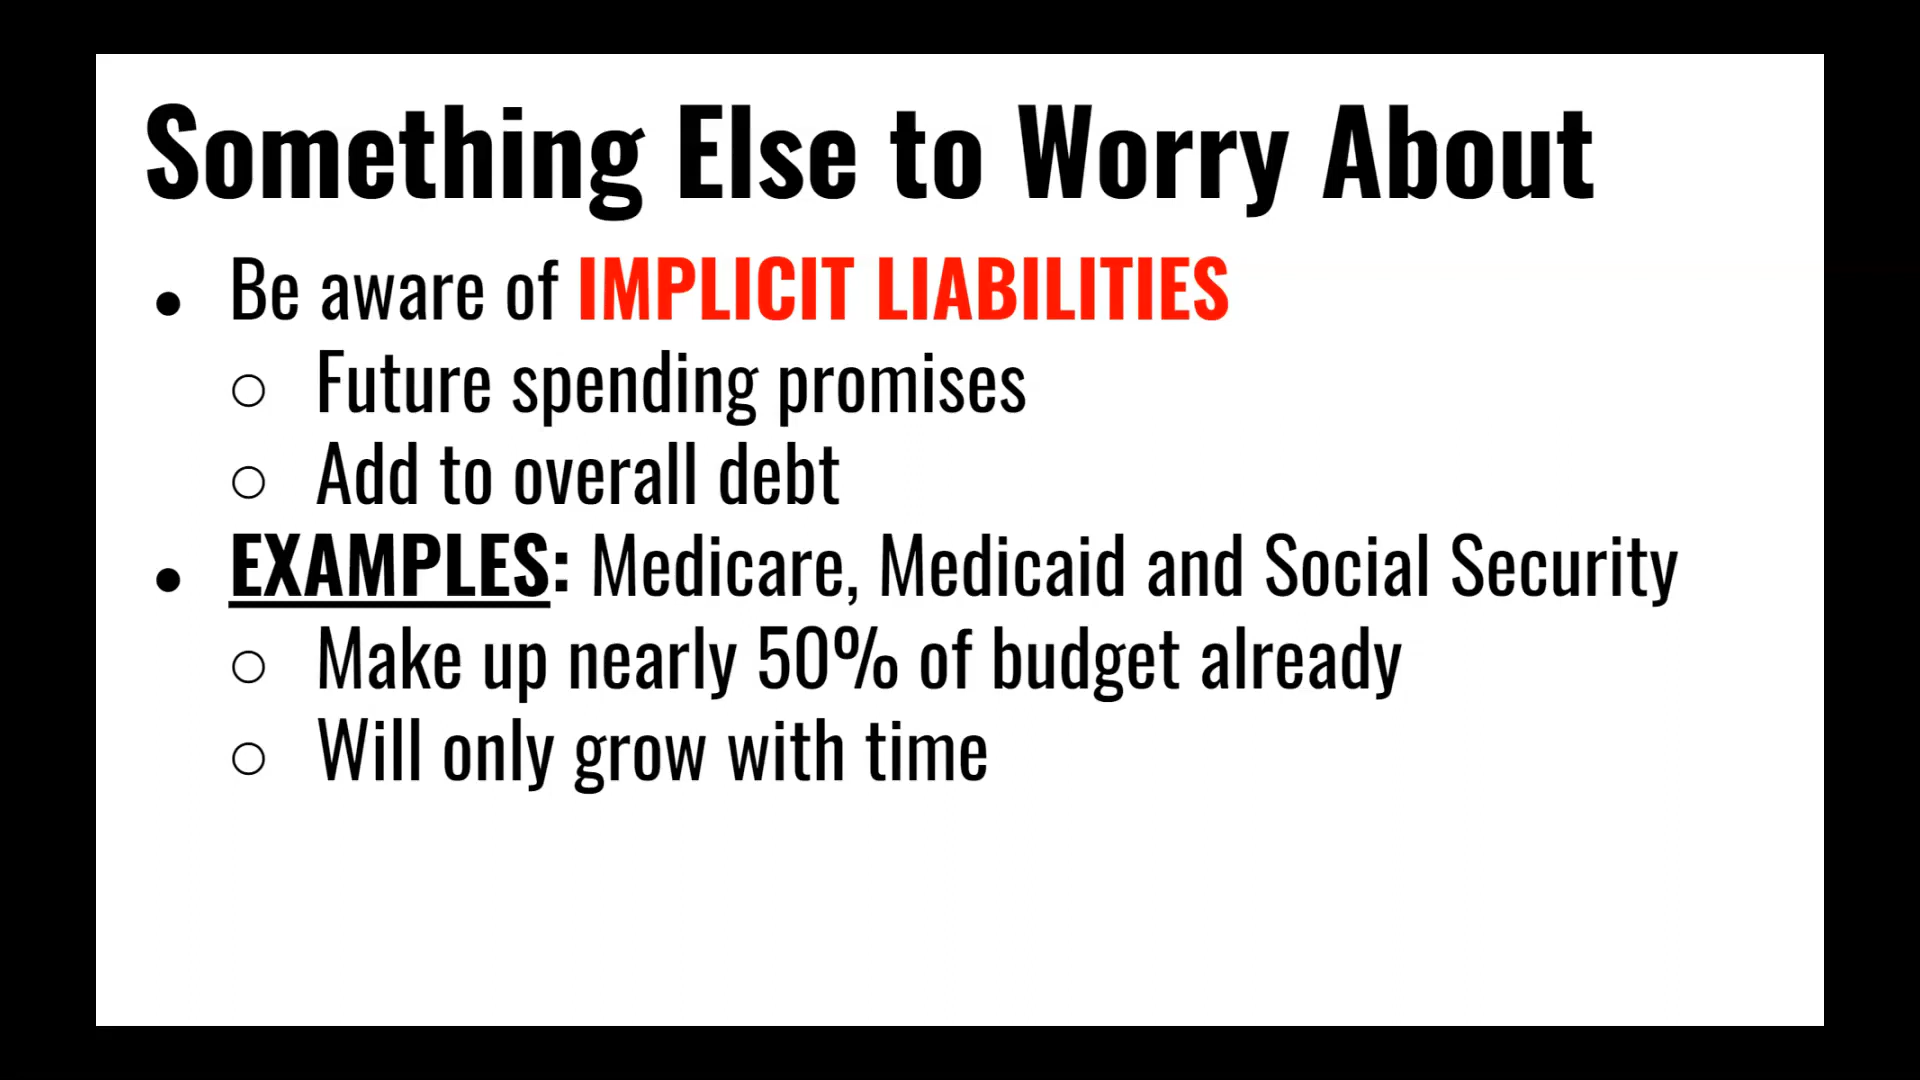 Something Else to Worry About
● Be aware of IMPLICIT LIABILITIES
○ Future spending promises
○ Add to overall debt
● EXAMPLES: Medicare, Medicaid and Social Security
○ Make up nearly 50% of budget already
○ Will only grow with time